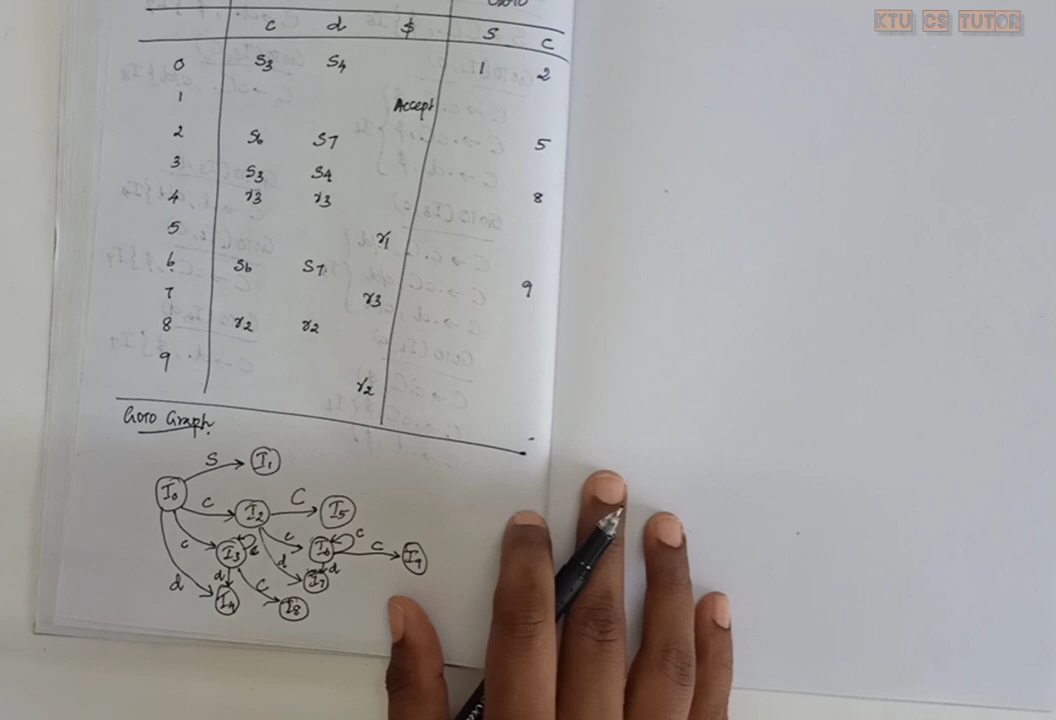 KTU CS TUTOR
c d $ S C
0 S3 S4 1 2
1 Accept
2 S6 S7 5
3 S3 S4 8
4 r3 r3
5 r1
6 S6 S7 9
7 r3
8 r2 r2
9 r2
Goto Graph
S I1
I0 C I2 C I5
c I3 c c I6 c C I9
d d I4 C I8 d I7 d